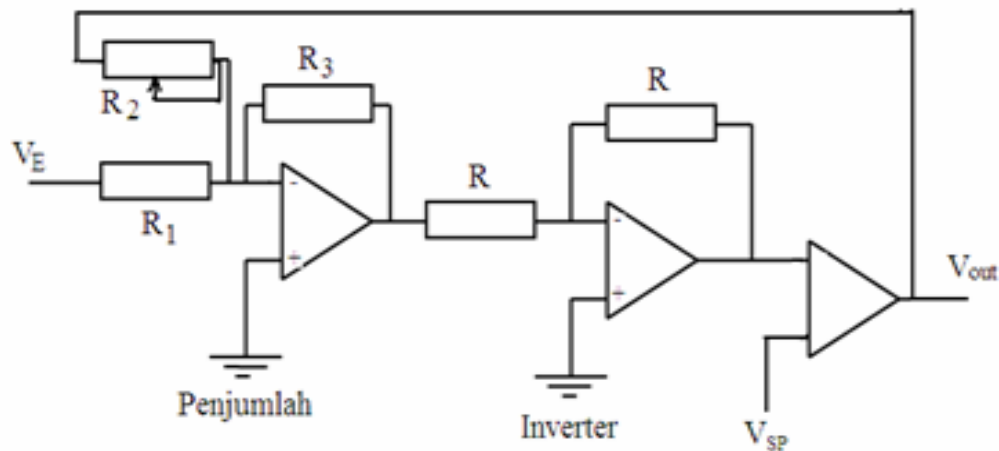 R3
R
R2
VE
R
R1
-
+
-
+
Vout
Penjumlah
Inverter
VSP